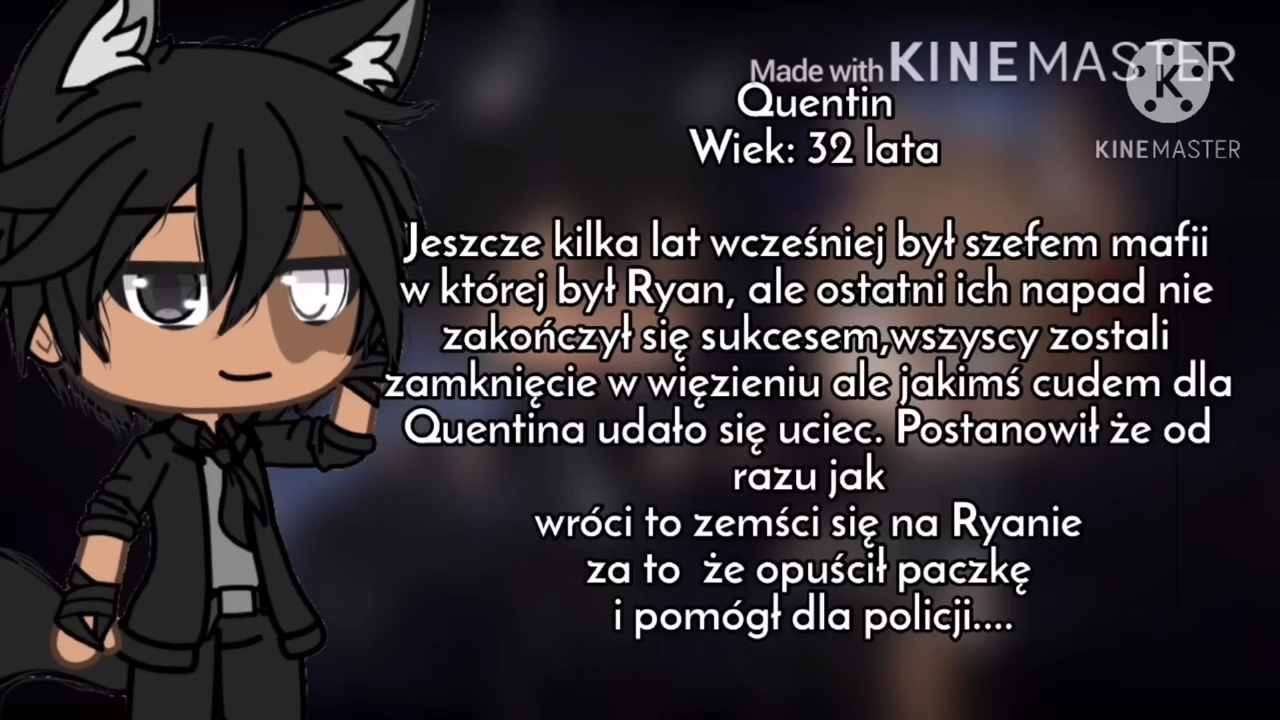 Made with KINEMASTER
K
KINEMASTER
Quentin
Wiek: 32 lata
Jeszcze kilka lat wcześniej był szefem mafii
w której był Ryan, ale ostatni ich napad nie
zakończył się sukcesem,wszyscy zostali
zamknięcie w więzieniu ale jakimś cudem dla
Quentina udało się uciec. Postanowił że od
razu jak
wróci to zemści się na Ryanie
za to że opuścił paczkę
i pomógł dla policji....